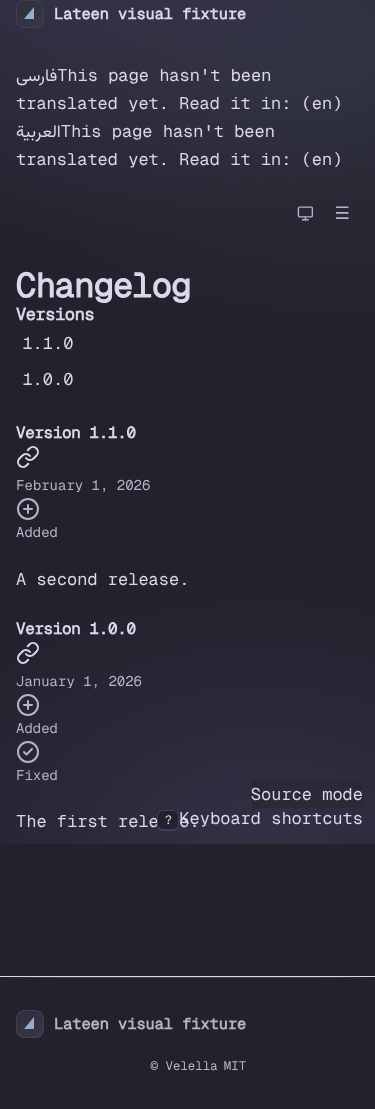 Lateen visual fixture
فارسیThis page hasn't been
translated yet. Read it in: (en)
العربيةThis page hasn't been
translated yet. Read it in: (en)
Changelog
Versions
1.1.0
1.0.0
Version 1.1.0
February 1, 2026
Added
A second release.
Version 1.0.0
January 1, 2026
Added
Fixed
Source mode
The first rele
? Keyboard shortcuts
Lateen visual fixture
© Velella MIT